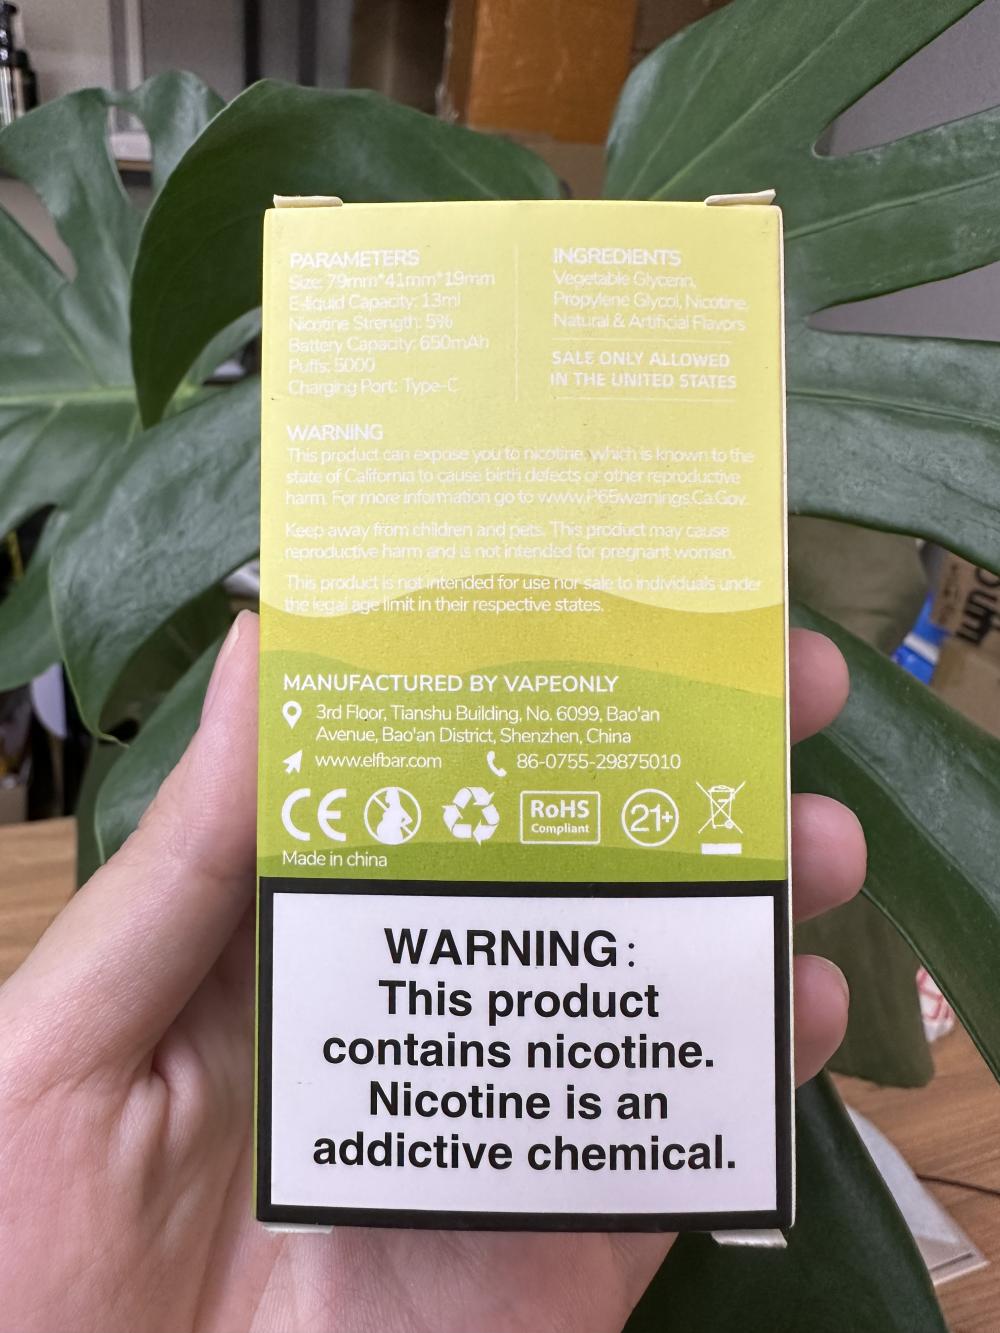 PARAMETERS
Size: 79mm*41mm*19mm
E-liquid Capacity: 13ml
Nicotine Strength: 5%
Battery Capacity: 650mAh
Puffs: 5000
Charging Port: Type-C
INGREDIENTS
Vegetable Glycerin,
Propylene Glycol, Nicotine,
Natural & Artificial Flavors
SALE ONLY ALLOWED
IN THE UNITED STATES
WARNING
This product can expose you to nicotine, which is known to the
state of California to cause birth defects or other reproductive
harm. For more information go to www.P65warnings.Ca.Gov.
Keep away from children and pets. This product may cause
reproductive harm and is not intended for pregnant women.
This product is not intended for use nor sale to individuals under
the legal age limit in their respective states.
MANUFACTURED BY VAPEONLY
3rd Floor, Tianshu Building, No. 6099, Bao'an
Avenue, Bao'an District, Shenzhen, China
www.elfbar.com 86-0755-29875010
CE RoHS Compliant 21+
Made in china
WARNING:
This product
contains nicotine.
Nicotine is an
addictive chemical.